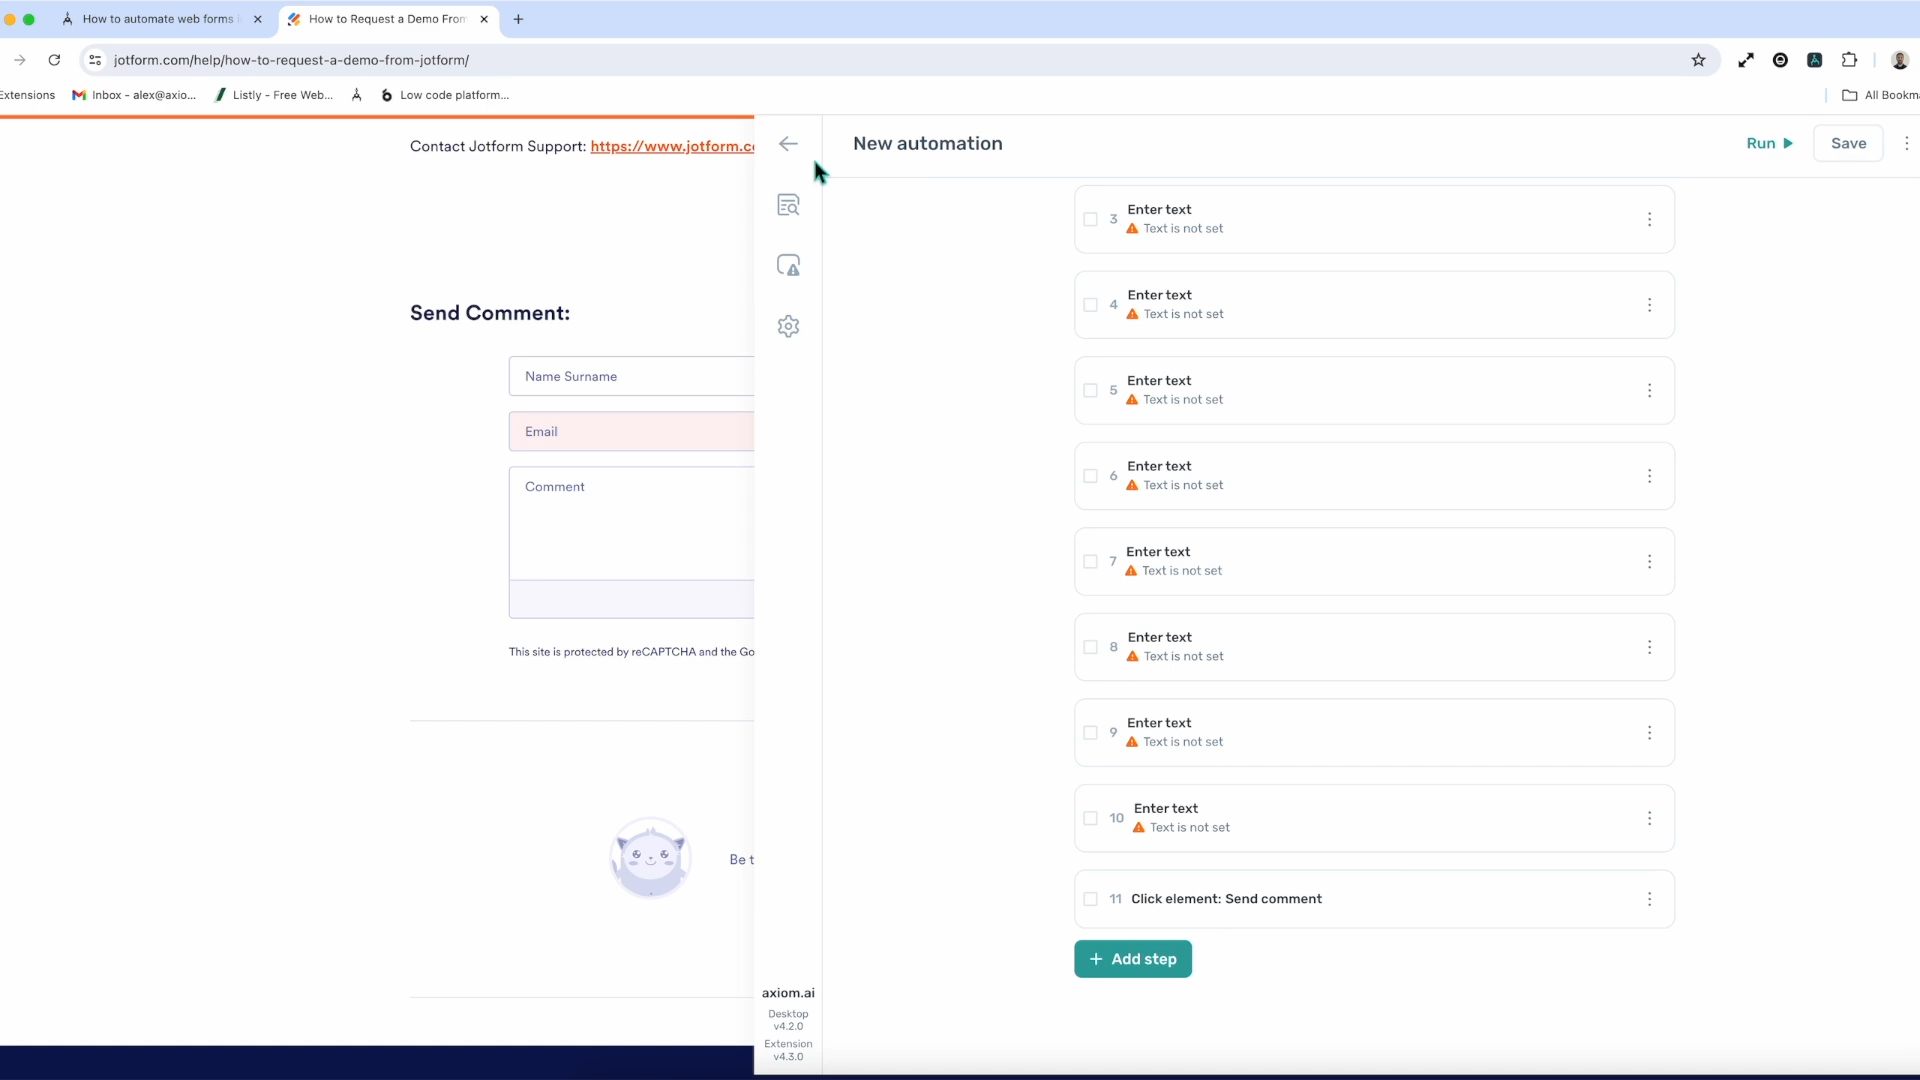 How to automate web forms i
How to Request a Demo From
jotform.com/help/how-to-request-a-demo-from-jotform/
Extensions
Inbox - alex@axio...
Listly - Free Web...
Low code platform...
All Bookma
Contact Jotform Support: https://www.jotform.co
Send Comment:
Name Surname
Email
Comment
This site is protected by reCAPTCHA and the Go
Be t
axiom.ai
Desktop
v4.2.0
Extension
v4.3.0
New automation
Run
Save
3 Enter text
Text is not set
4 Enter text
Text is not set
5 Enter text
Text is not set
6 Enter text
Text is not set
7 Enter text
Text is not set
8 Enter text
Text is not set
9 Enter text
Text is not set
10 Enter text
Text is not set
11 Click element: Send comment
+ Add step